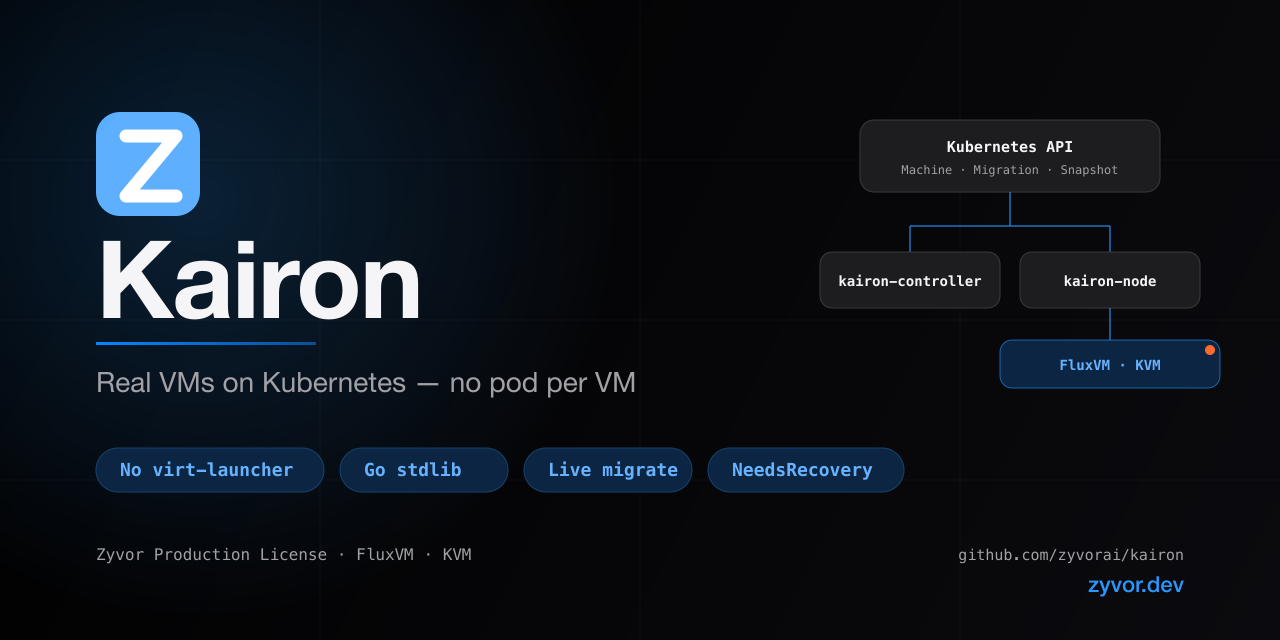 Z
Kairon
Real VMs on Kubernetes — no pod per VM
No virt-launcher
Go stdlib
Live migrate
NeedsRecovery
Zyvor Production License · FluxVM · KVM
Kubernetes API
Machine · Migration · Snapshot
kairon-controller
kairon-node
FluxVM · KVM
github.com/zyvorai/kairon
zyvor.dev